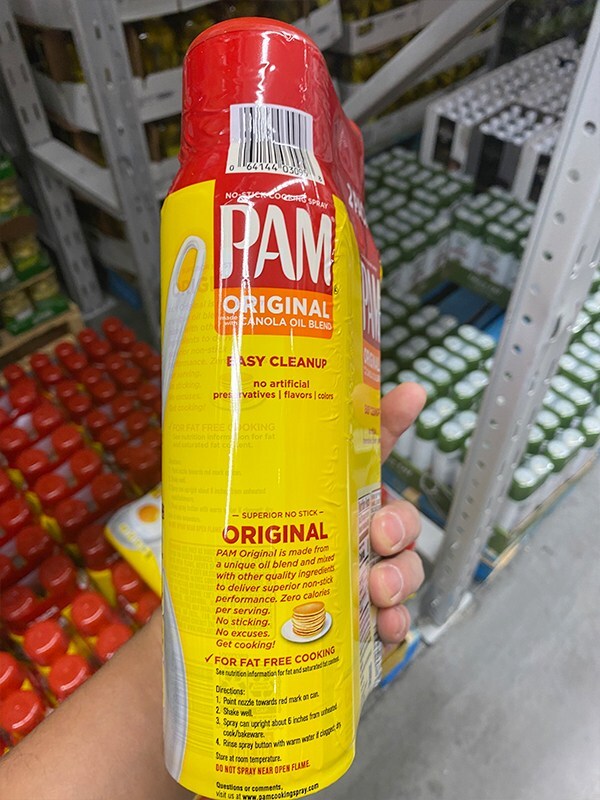 0 64144 030
NO-STICK COOKING SPRAY
PAM
ORIGINAL
made with CANOLA OIL BLEND
EASY CLEANUP
no artificial
preservatives | flavors | colors
— SUPERIOR NO STICK —
ORIGINAL
PAM Original is made from
a unique oil blend and mixed
with other quality ingredients
to deliver superior non-stick
performance. Zero calories
per serving.
No sticking.
No excuses.
Get cooking!
✓FOR FAT FREE COOKING
See nutrition information for fat and saturated fat content.
Directions:
1. Point nozzle towards red mark on can.
2. Shake well.
3. Spray can upright about 6 inches from unheated
cook/bakeware.
4. Rinse spray button with warm water if clogged, dry.
Store at room temperature.
DO NOT SPRAY NEAR OPEN FLAME.
Questions or comments,
visit us at www.pamcookingspray.com
FOR FAT FREE COOKING
PAM